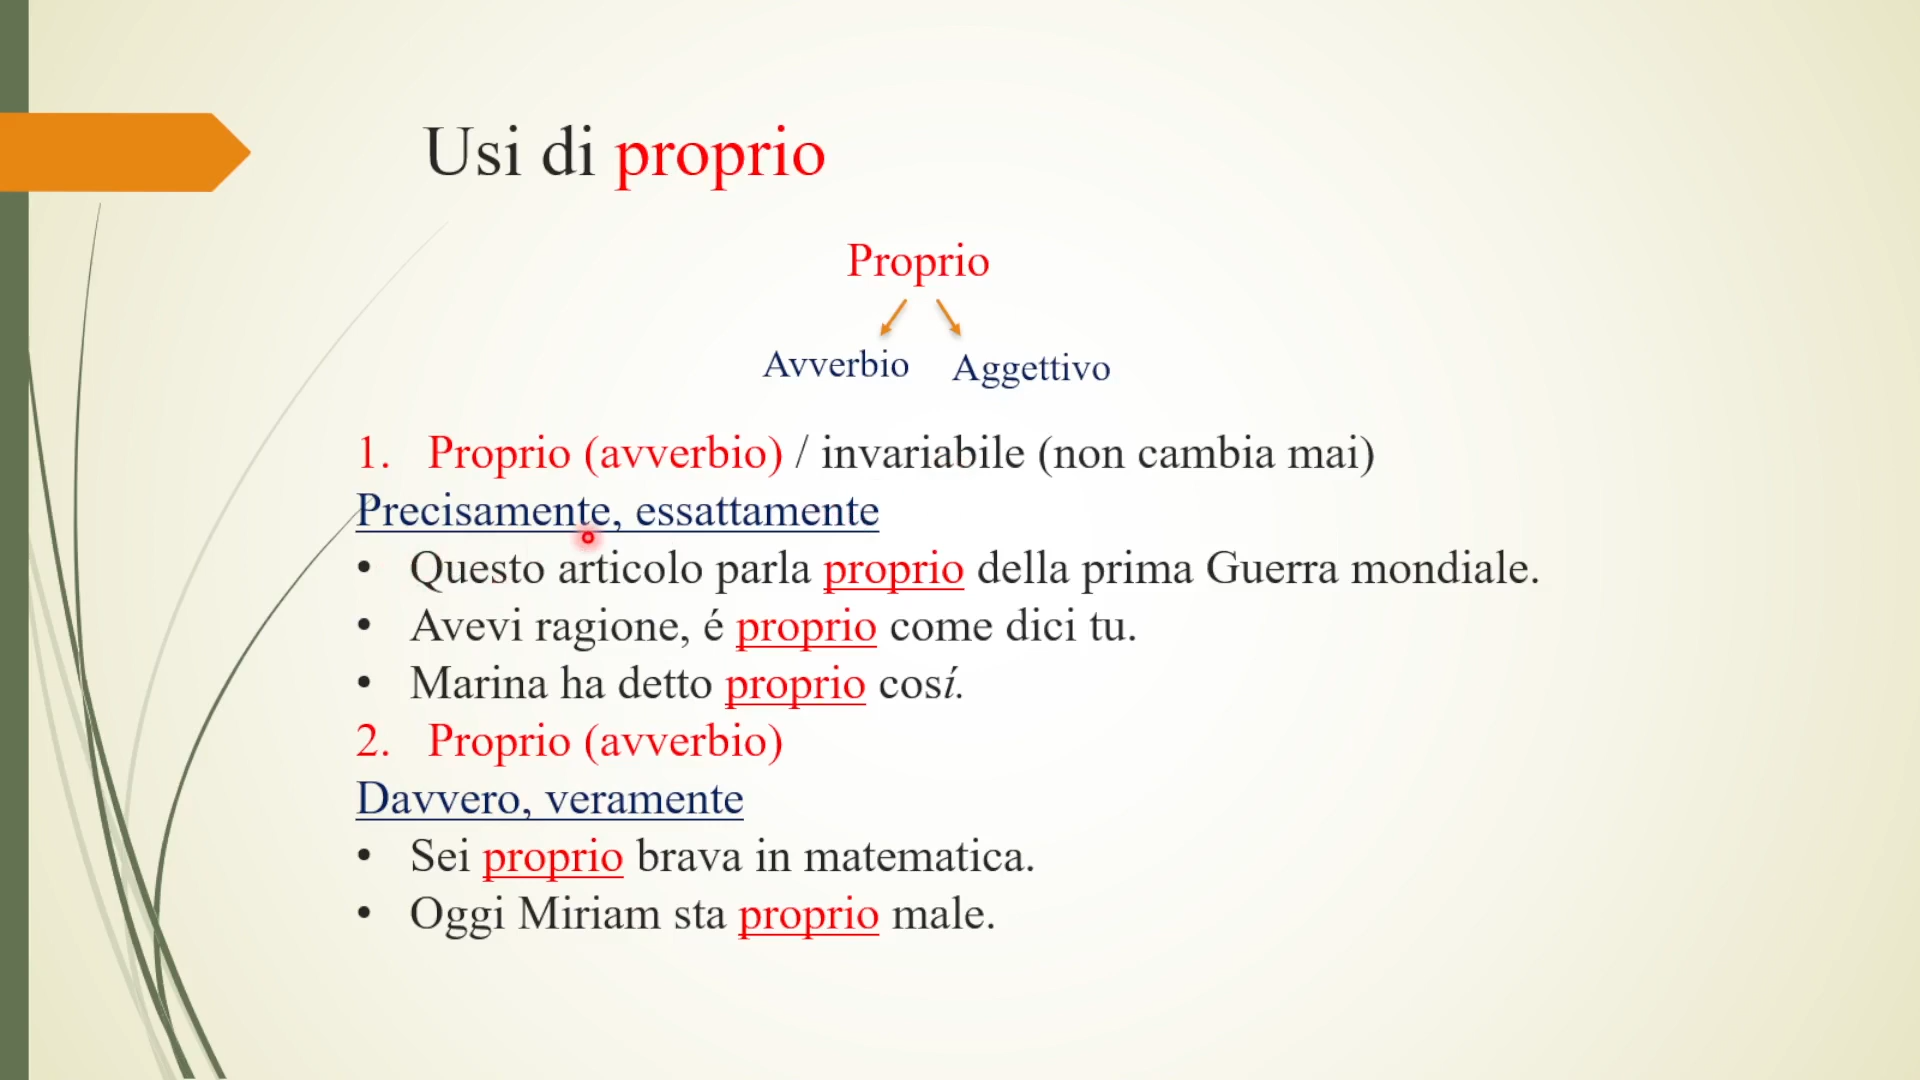 Usi di proprio
Proprio
Avverbio Aggettivo
1. Proprio (avverbio) / invariabile (non cambia mai)
Precisamente, essattamente
• Questo articolo parla proprio della prima Guerra mondiale.
• Avevi ragione, é proprio come dici tu.
• Marina ha detto proprio cosí.
2. Proprio (avverbio)
Davvero, veramente
• Sei proprio brava in matematica.
• Oggi Miriam sta proprio male.